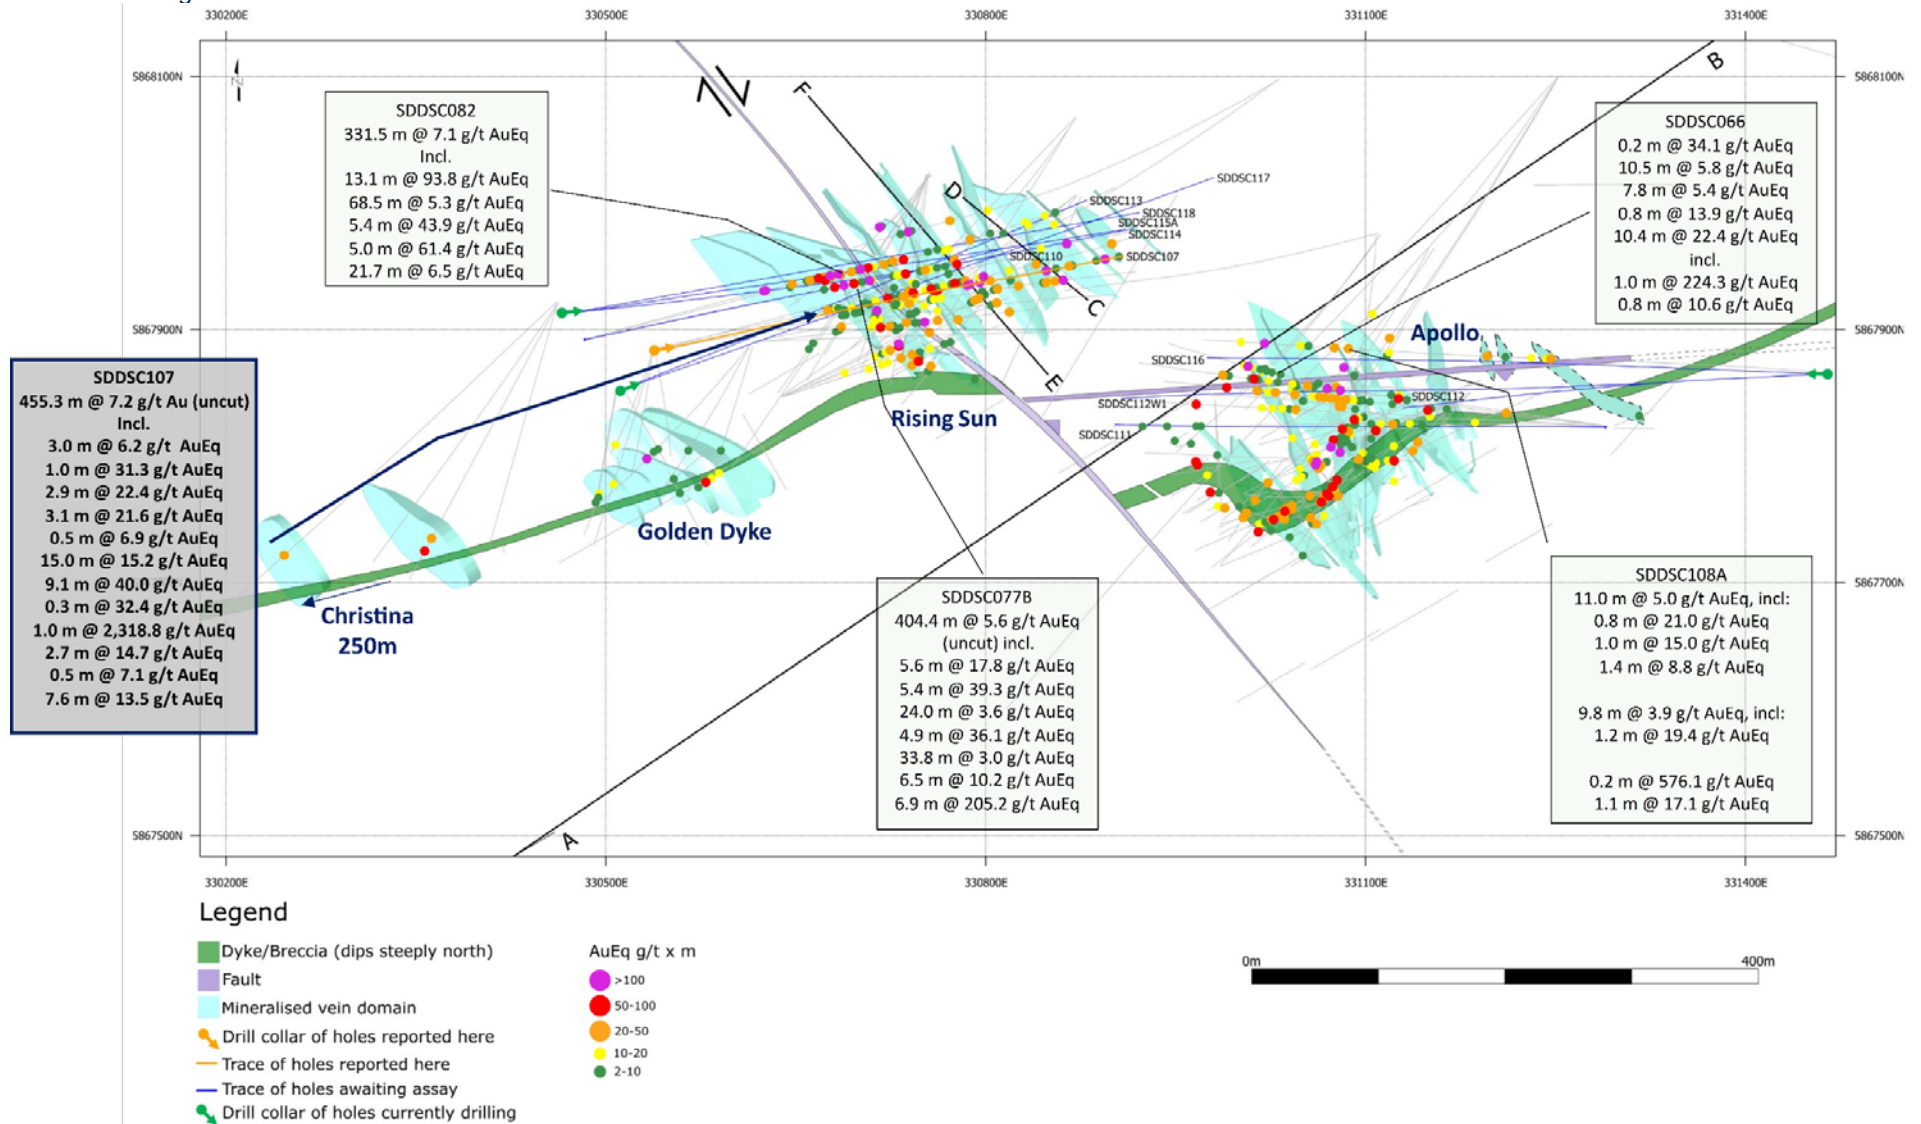 330200E
330500E
330800E
331100E
331400E
5868100N
5868100N
5867900N
5867900N
5867700N
5867700N
5867500N
5867500N
N
SDDSC082
331.5 m @ 7.1 g/t AuEq
Incl.
13.1 m @ 93.8 g/t AuEq
68.5 m @ 5.3 g/t AuEq
5.4 m @ 43.9 g/t AuEq
5.0 m @ 61.4 g/t AuEq
21.7 m @ 6.5 g/t AuEq
SDDSC066
0.2 m @ 34.1 g/t AuEq
10.5 m @ 5.8 g/t AuEq
7.8 m @ 5.4 g/t AuEq
0.8 m @ 13.9 g/t AuEq
10.4 m @ 22.4 g/t AuEq
incl.
1.0 m @ 224.3 g/t AuEq
0.8 m @ 10.6 g/t AuEq
SDDSC107
455.3 m @ 7.2 g/t Au (uncut)
Incl.
3.0 m @ 6.2 g/t AuEq
1.0 m @ 31.3 g/t AuEq
2.9 m @ 22.4 g/t AuEq
3.1 m @ 21.6 g/t AuEq
0.5 m @ 6.9 g/t AuEq
15.0 m @ 15.2 g/t AuEq
9.1 m @ 40.0 g/t AuEq
0.3 m @ 32.4 g/t AuEq
1.0 m @ 2,318.8 g/t AuEq
2.7 m @ 14.7 g/t AuEq
0.5 m @ 7.1 g/t AuEq
7.6 m @ 13.5 g/t AuEq
SDDSC077B
404.4 m @ 5.6 g/t AuEq
(uncut) incl.
5.6 m @ 17.8 g/t AuEq
5.4 m @ 39.3 g/t AuEq
24.0 m @ 3.6 g/t AuEq
4.9 m @ 36.1 g/t AuEq
33.8 m @ 3.0 g/t AuEq
6.5 m @ 10.2 g/t AuEq
6.9 m @ 205.2 g/t AuEq
SDDSC108A
11.0 m @ 5.0 g/t AuEq, incl:
0.8 m @ 21.0 g/t AuEq
1.0 m @ 15.0 g/t AuEq
1.4 m @ 8.8 g/t AuEq
9.8 m @ 3.9 g/t AuEq, incl:
1.2 m @ 19.4 g/t AuEq
0.2 m @ 576.1 g/t AuEq
1.1 m @ 17.1 g/t AuEq
F
B
D
C
E
A
SDDSC117
SDDSC113
SDDSC118
SDDSC115A
SDDSC114
SDDSC110
SDDSC107
SDDSC116
SDDSC112W1
SDDSC112
SDDSC111
Apollo
Rising Sun
Golden Dyke
Christina
250m
330200E
330500E
330800E
331100E
331400E
Legend
Dyke/Breccia (dips steeply north)
Fault
Mineralised vein domain
Drill collar of holes reported here
Trace of holes reported here
Trace of holes awaiting assay
Drill collar of holes currently drilling
AuEq g/t x m
>100
50-100
20-50
10-20
2-10
0m
400m